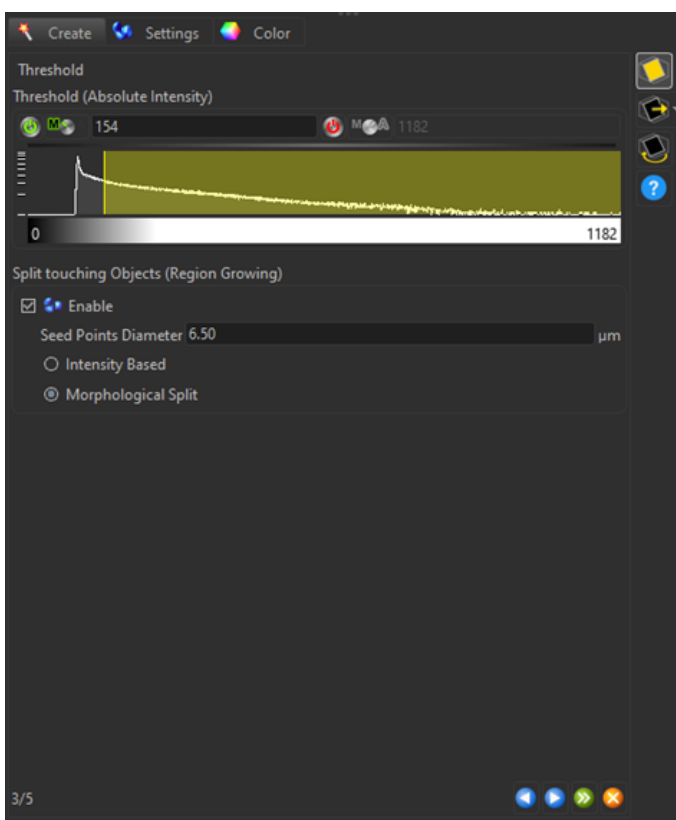 Create Settings Color
Threshold
Threshold (Absolute Intensity)
M 154 M A 1182
0 1182
Split touching Objects (Region Growing)
Enable
Seed Points Diameter 6.50 µm
Intensity Based
Morphological Split
3/5
?